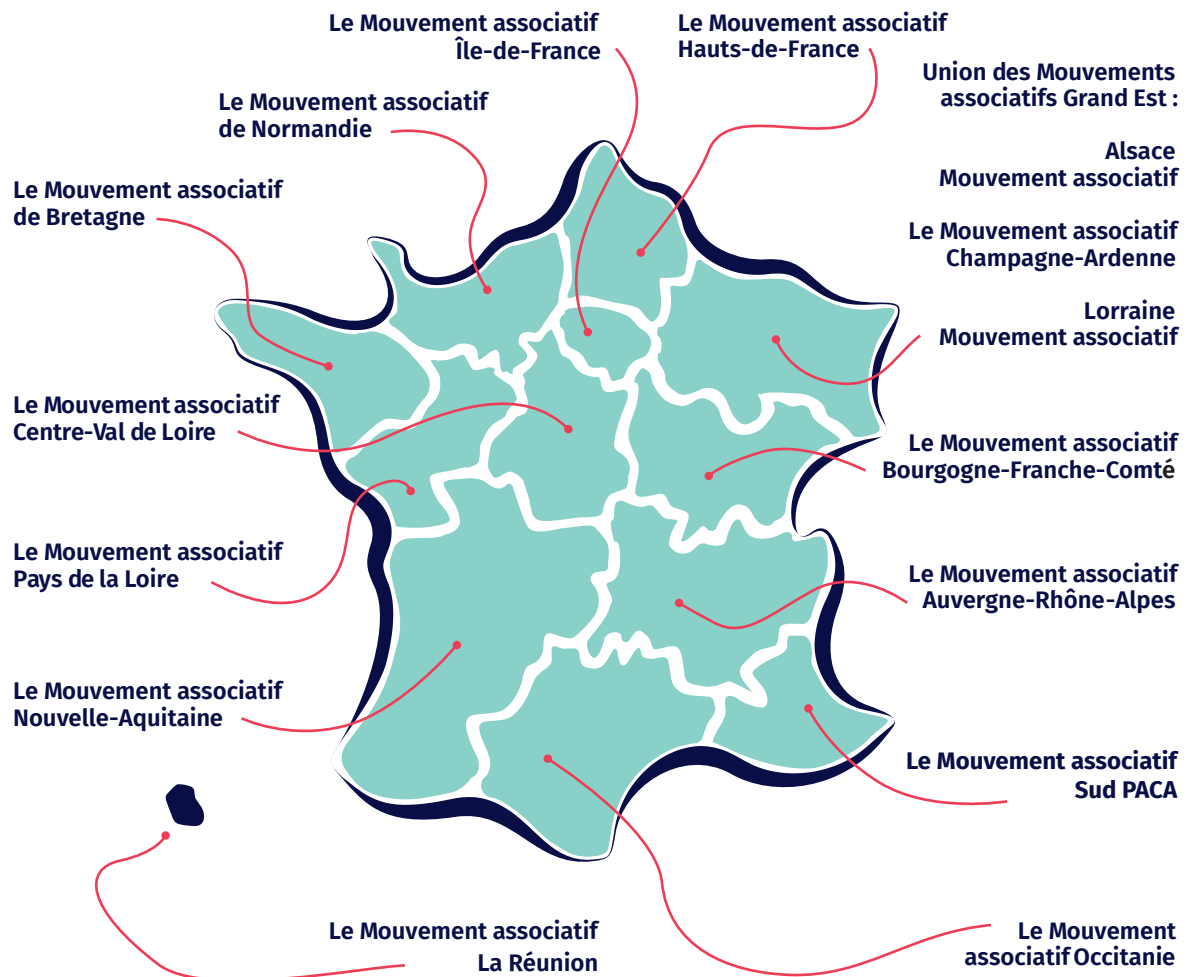 Le Mouvement associatif
Île-de-France
Le Mouvement associatif
Hauts-de-France
Union des Mouvements
associatifs Grand Est :
Le Mouvement associatif
de Normandie
Alsace
Mouvement associatif
Le Mouvement associatif
de Bretagne
Le Mouvement associatif
Champagne-Ardenne
Lorraine
Mouvement associatif
Le Mouvement associatif
Centre-Val de Loire
Le Mouvement associatif
Bourgogne-Franche-Comté
Le Mouvement associatif
Pays de la Loire
Le Mouvement associatif
Auvergne-Rhône-Alpes
Le Mouvement associatif
Nouvelle-Aquitaine
Le Mouvement associatif
Sud PACA
Le Mouvement associatif
La Réunion
Le Mouvement
associatif Occitanie